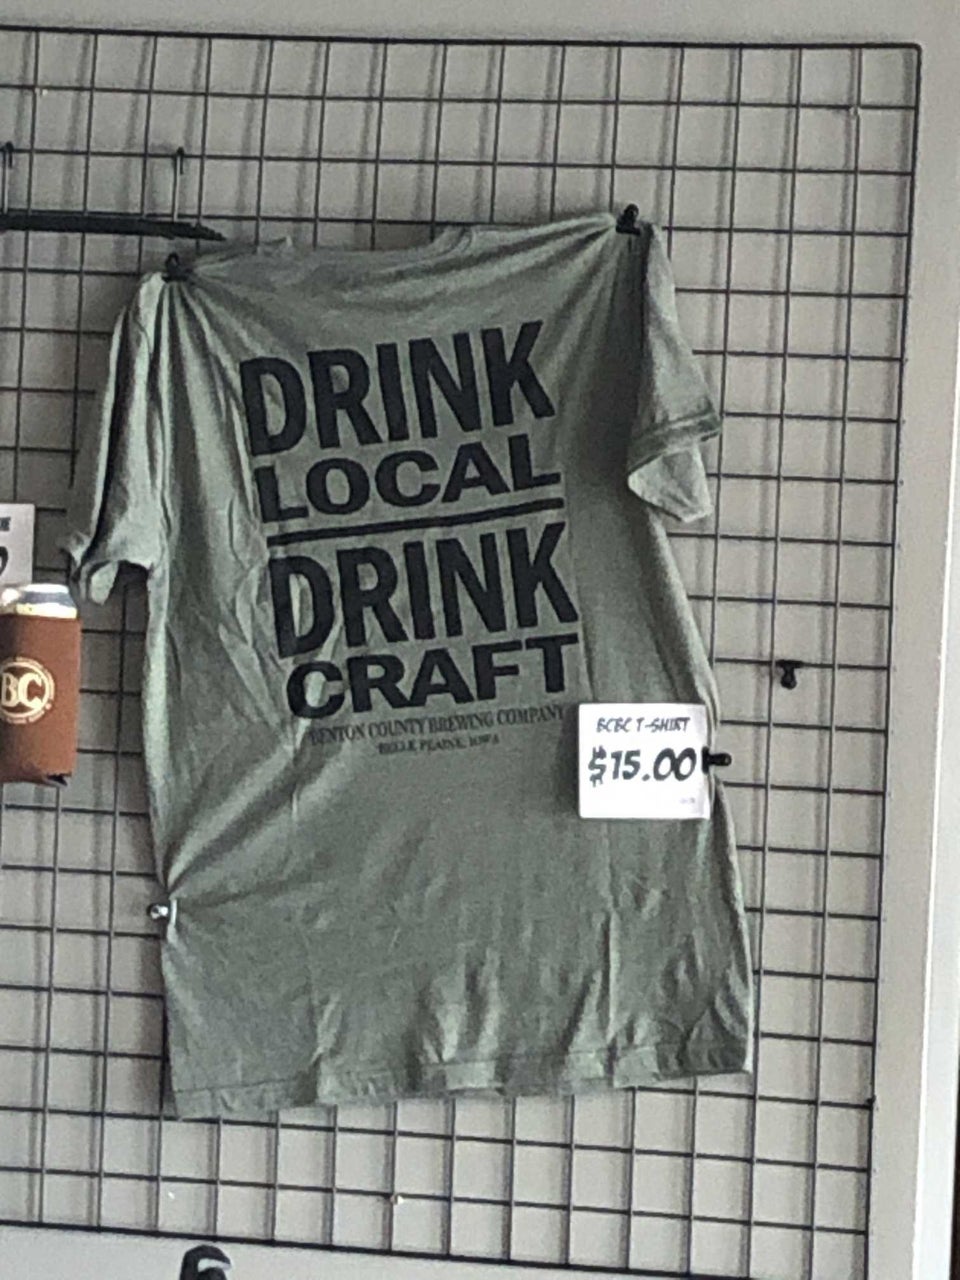 DRINK
LOCAL
DRINK
CRAFT
BENTON COUNTY BREWING COMPANY
BELLE PLAINE, IOWA
BCBC T-SHIRT
$15.00
BC